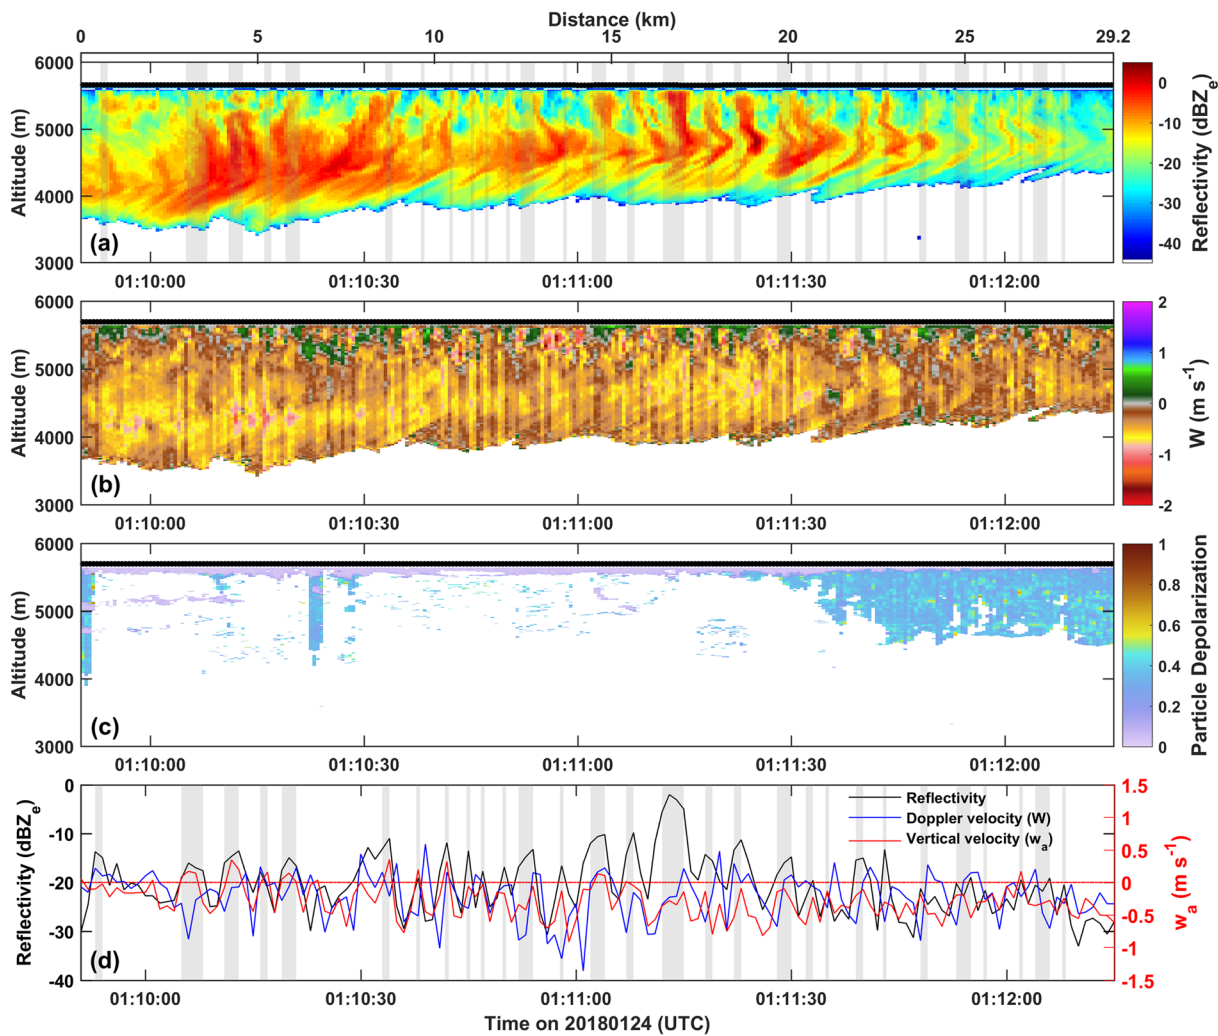 Distance (km)
0 5 10 15 20 25 29.2
6000
5000
4000
3000
Altitude (m)
(a)
0
-10
-20
-30
-40
Reflectivity (dBZe)
01:10:00 01:10:30 01:11:00 01:11:30 01:12:00
6000
5000
4000
3000
Altitude (m)
(b)
2
1
0
-1
-2
W (m s-1)
01:10:00 01:10:30 01:11:00 01:11:30 01:12:00
6000
5000
4000
3000
Altitude (m)
(c)
1
0.8
0.6
0.4
0.2
0
Particle Depolarization
01:10:00 01:10:30 01:11:00 01:11:30 01:12:00
0
-10
-20
-30
-40
Reflectivity (dBZe)
(d)
Reflectivity
Doppler velocity (W)
Vertical velocity (wa)
1.5
1
0.5
0
-0.5
-1
-1.5
wa (m s-1)
01:10:00 01:10:30 01:11:00 01:11:30 01:12:00
Time on 20180124 (UTC)